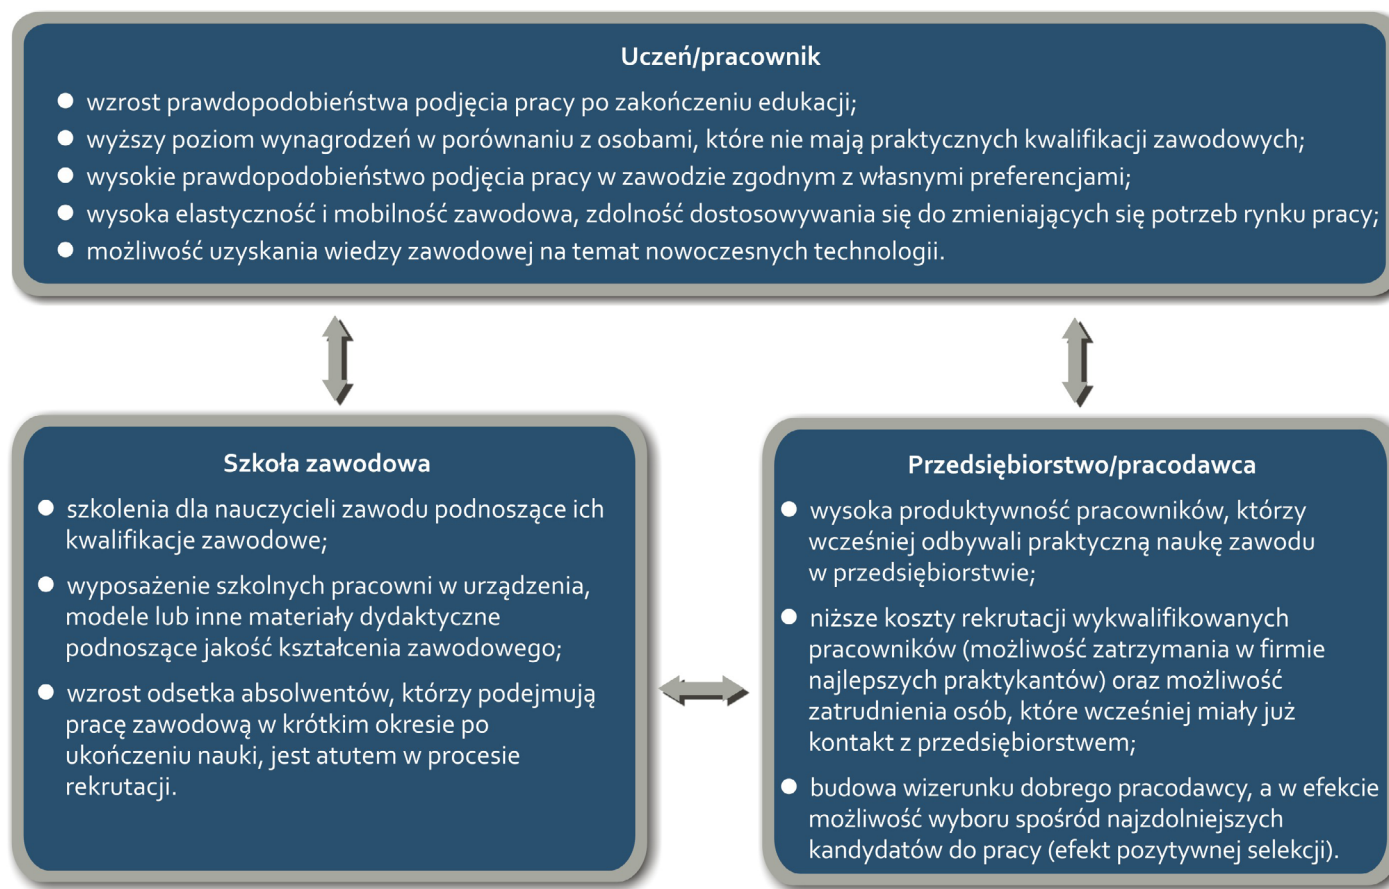 Uczeń/pracownik
● wzrost prawdopodobieństwa podjęcia pracy po zakończeniu edukacji;
● wyższy poziom wynagrodzeń w porównaniu z osobami, które nie mają praktycznych kwalifikacji zawodowych;
● wysokie prawdopodobieństwo podjęcia pracy w zawodzie zgodnym z własnymi preferencjami;
● wysoka elastyczność i mobilność zawodowa, zdolność dostosowywania się do zmieniających się potrzeb rynku pracy;
● możliwość uzyskania wiedzy zawodowej na temat nowoczesnych technologii.
Szkoła zawodowa
● szkolenia dla nauczycieli zawodu podnoszące ich
kwalifikacje zawodowe;
● wyposażenie szkolnych pracowni w urządzenia,
modele lub inne materiały dydaktyczne
podnoszące jakość kształcenia zawodowego;
● wzrost odsetka absolwentów, którzy podejmują
pracę zawodową w krótkim okresie po
ukończeniu nauki, jest atutem w procesie
rekrutacji.
Przedsiębiorstwo/pracodawca
● wysoka produktywność pracowników, którzy
wcześniej odbywali praktyczną naukę zawodu
w przedsiębiorstwie;
● niższe koszty rekrutacji wykwalifikowanych
pracowników (możliwość zatrzymania w firmie
najlepszych praktykantów) oraz możliwość
zatrudnienia osób, które wcześniej miały już
kontakt z przedsiębiorstwem;
● budowa wizerunku dobrego pracodawcy, a w efekcie
możliwość wyboru spośród najzdolniejszych
kandydatów do pracy (efekt pozytywnej selekcji).